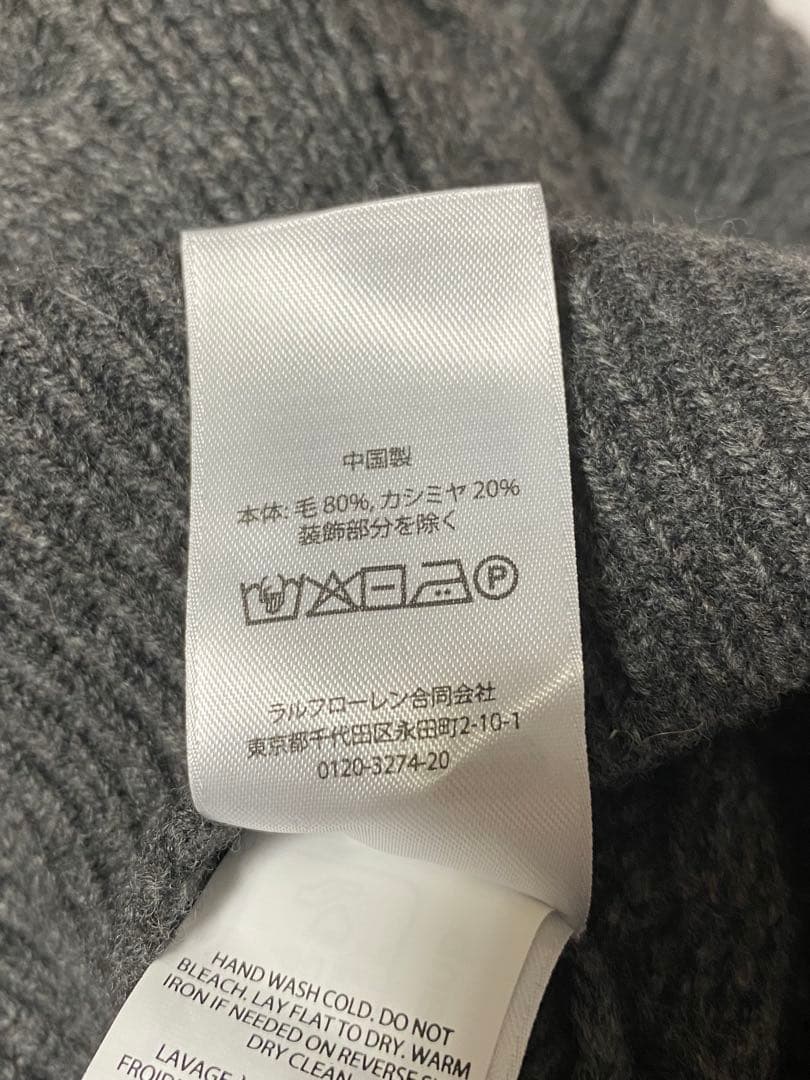 中国製
本体: 毛 80%, カシミヤ 20%
装飾部分を除く
P
ラルフローレン合同会社
東京都千代田区永田町2-10-1
0120-3274-20
HAND WASH COLD. DO NOT
BLEACH. LAY FLAT TO DRY. WARM
IRON IF NEEDED ON REVERSE
DRY CLEAN
LAVAGE